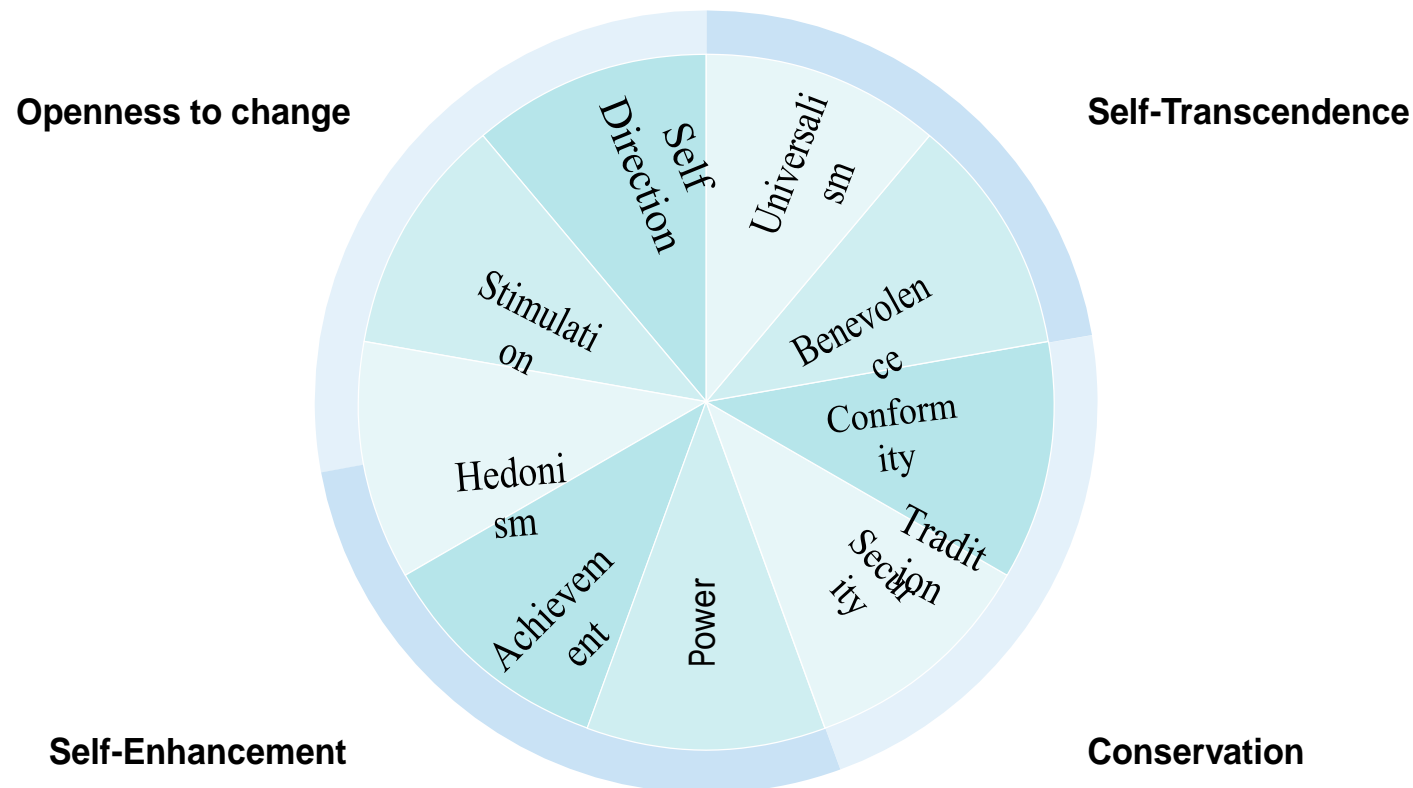 Openness to change
Self-Transcendence
Self
Direction
Universali
sm
Stimulati
on
Benevolen
ce
Conform
ity
Hedoni
sm
Tradit
ion
Secur
ity
Achievem
ent
Power
Self-Enhancement
Conservation